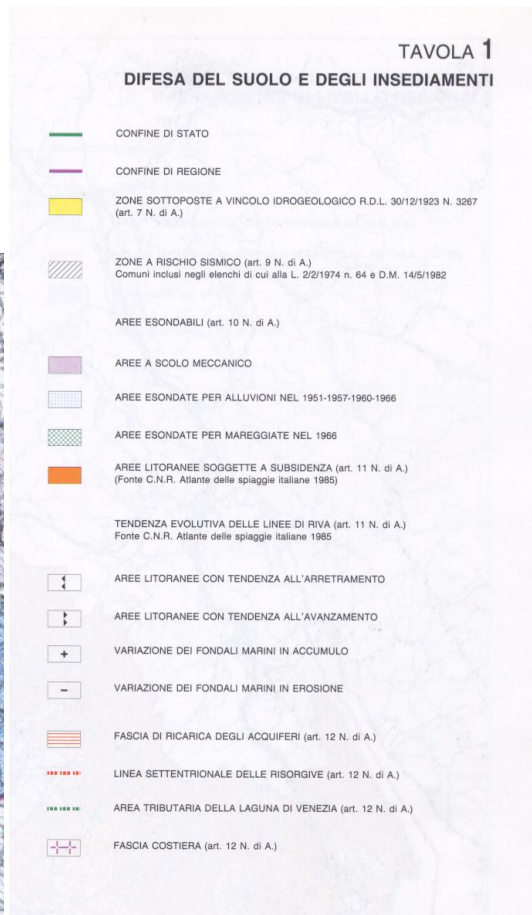 TAVOLA 1
DIFESA DEL SUOLO E DEGLI INSEDIAMENTI
CONFINE DI STATO
CONFINE DI REGIONE
ZONE SOTTOPOSTE A VINCOLO IDROGEOLOGICO R.D.L. 30/12/1923 N. 3267
(art. 7 N. di A.)
ZONE A RISCHIO SISMICO (art. 9 N. di A.)
Comuni inclusi negli elenchi di cui alla L. 2/2/1974 n. 64 e D.M. 14/5/1982
AREE ESONDABILI (art. 10 N. di A.)
AREE A SCOLO MECCANICO
AREE ESONDATE PER ALLUVIONI NEL 1951-1957-1960-1966
AREE ESONDATE PER MAREGGIATE NEL 1966
AREE LITORANEE SOGGETTE A SUBSIDENZA (art. 11 N. di A.)
(Fonte C.N.R. Atlante delle spiaggie italiane 1985)
TENDENZA EVOLUTIVA DELLE LINEE DI RIVA (art. 11 N. di A.)
Fonte C.N.R. Atlante delle spiaggie italiane 1985
AREE LITORANEE CON TENDENZA ALL'ARRETRAMENTO
AREE LITORANEE CON TENDENZA ALL'AVANZAMENTO
+ VARIAZIONE DEI FONDALI MARINI IN ACCUMULO
− VARIAZIONE DEI FONDALI MARINI IN EROSIONE
FASCIA DI RICARICA DEGLI ACQUIFERI (art. 12 N. di A.)
LINEA SETTENTRIONALE DELLE RISORGIVE (art. 12 N. di A.)
AREA TRIBUTARIA DELLA LAGUNA DI VENEZIA (art. 12 N. di A.)
FASCIA COSTIERA (art. 12 N. di A.)